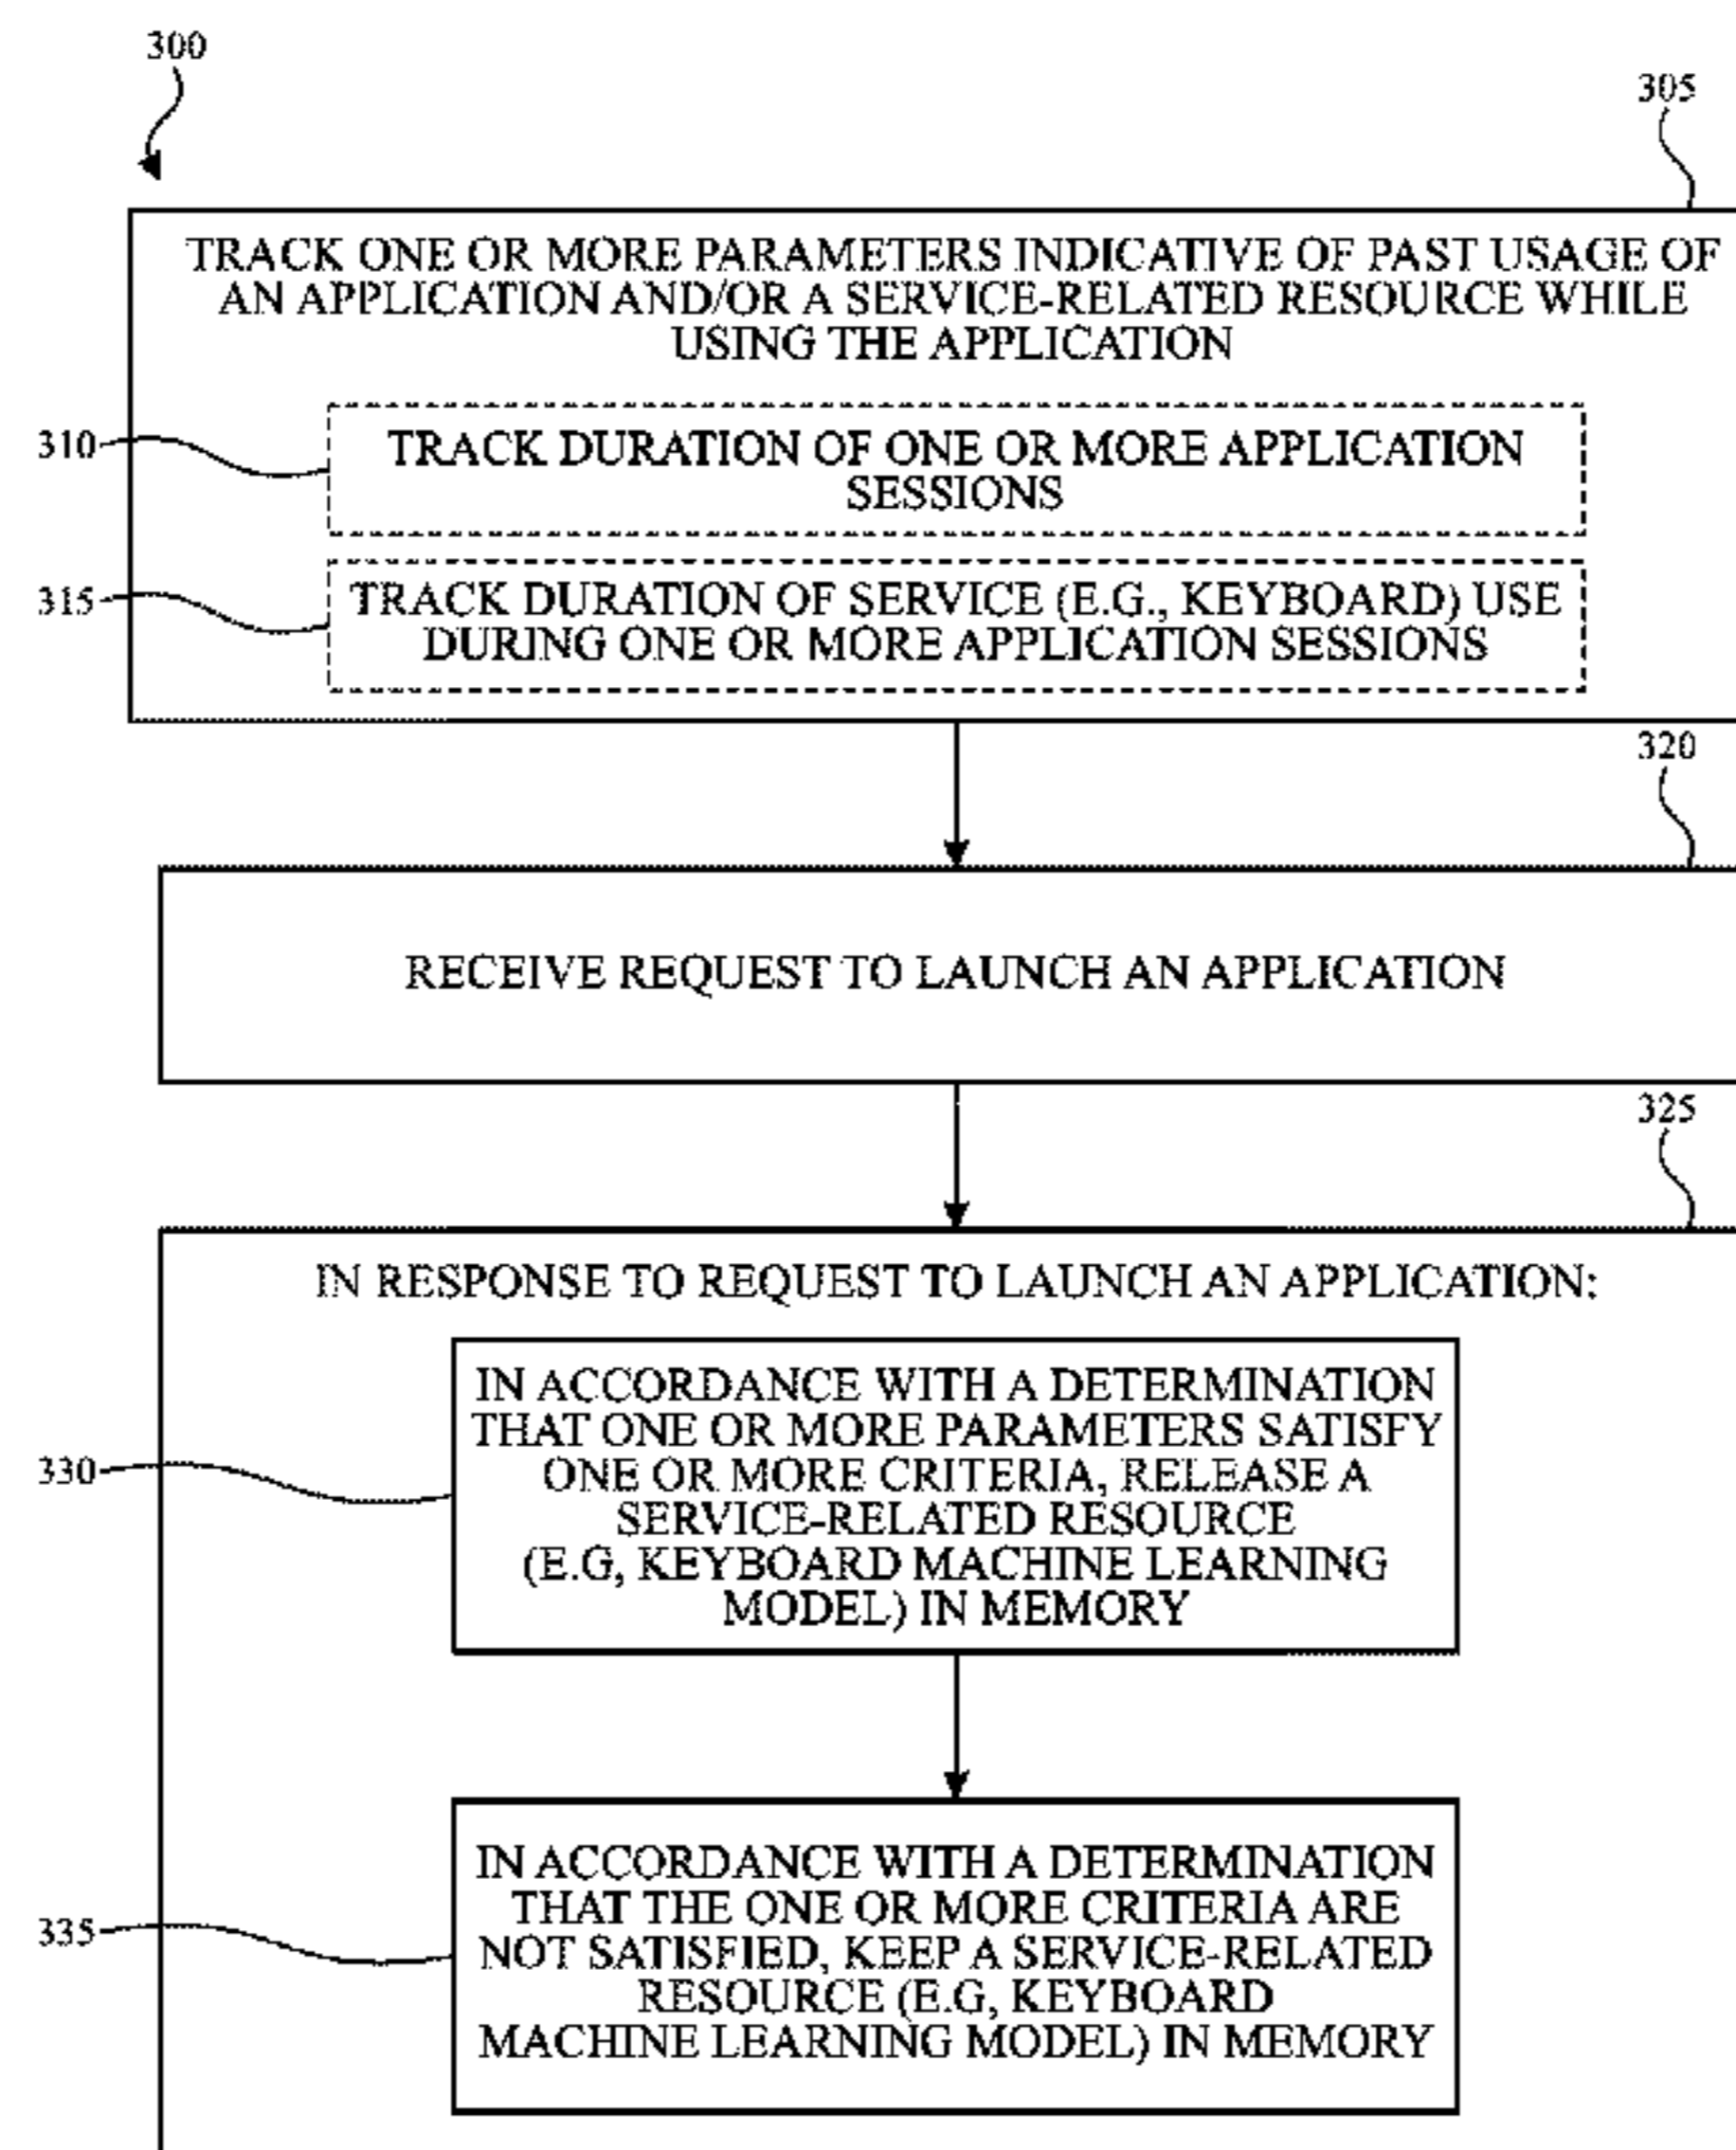 300
305
TRACK ONE OR MORE PARAMETERS INDICATIVE OF PAST USAGE OF
AN APPLICATION AND/OR A SERVICE-RELATED RESOURCE WHILE
USING THE APPLICATION
310
TRACK DURATION OF ONE OR MORE APPLICATION
SESSIONS
315
TRACK DURATION OF SERVICE (E.G., KEYBOARD) USE
DURING ONE OR MORE APPLICATION SESSIONS
320
RECEIVE REQUEST TO LAUNCH AN APPLICATION
325
IN RESPONSE TO REQUEST TO LAUNCH AN APPLICATION:
330
IN ACCORDANCE WITH A DETERMINATION
THAT ONE OR MORE PARAMETERS SATISFY
ONE OR MORE CRITERIA, RELEASE A
SERVICE-RELATED RESOURCE
(E.G, KEYBOARD MACHINE LEARNING
MODEL) IN MEMORY
335
IN ACCORDANCE WITH A DETERMINATION
THAT THE ONE OR MORE CRITERIA ARE
NOT SATISFIED, KEEP A SERVICE-RELATED
RESOURCE (E.G, KEYBOARD
MACHINE LEARNING MODEL) IN MEMORY